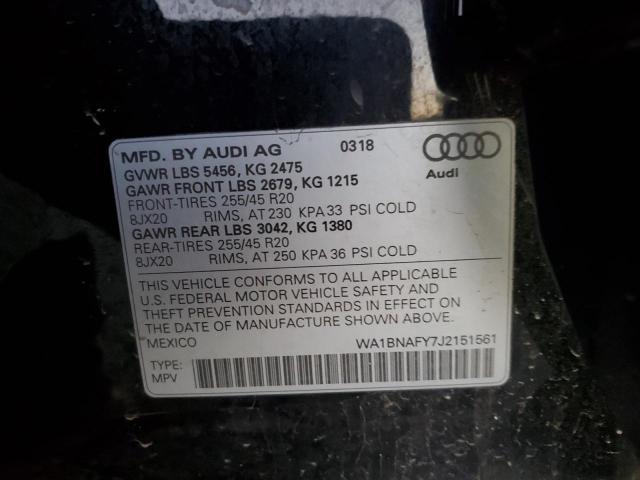 MFD. BY AUDI AG 0318
GVWR LBS 5456, KG 2475
GAWR FRONT LBS 2679, KG 1215
FRONT-TIRES 255/45 R20
8JX20 RIMS, AT 230 KPA 33 PSI COLD
GAWR REAR LBS 3042, KG 1380
REAR-TIRES 255/45 R20
8JX20 RIMS, AT 250 KPA 36 PSI COLD
Audi
THIS VEHICLE CONFORMS TO ALL APPLICABLE
U.S. FEDERAL MOTOR VEHICLE SAFETY AND
THEFT PREVENTION STANDARDS IN EFFECT ON
THE DATE OF MANUFACTURE SHOWN ABOVE.
MEXICO WA1BNAFY7J2151561
TYPE:
MPV